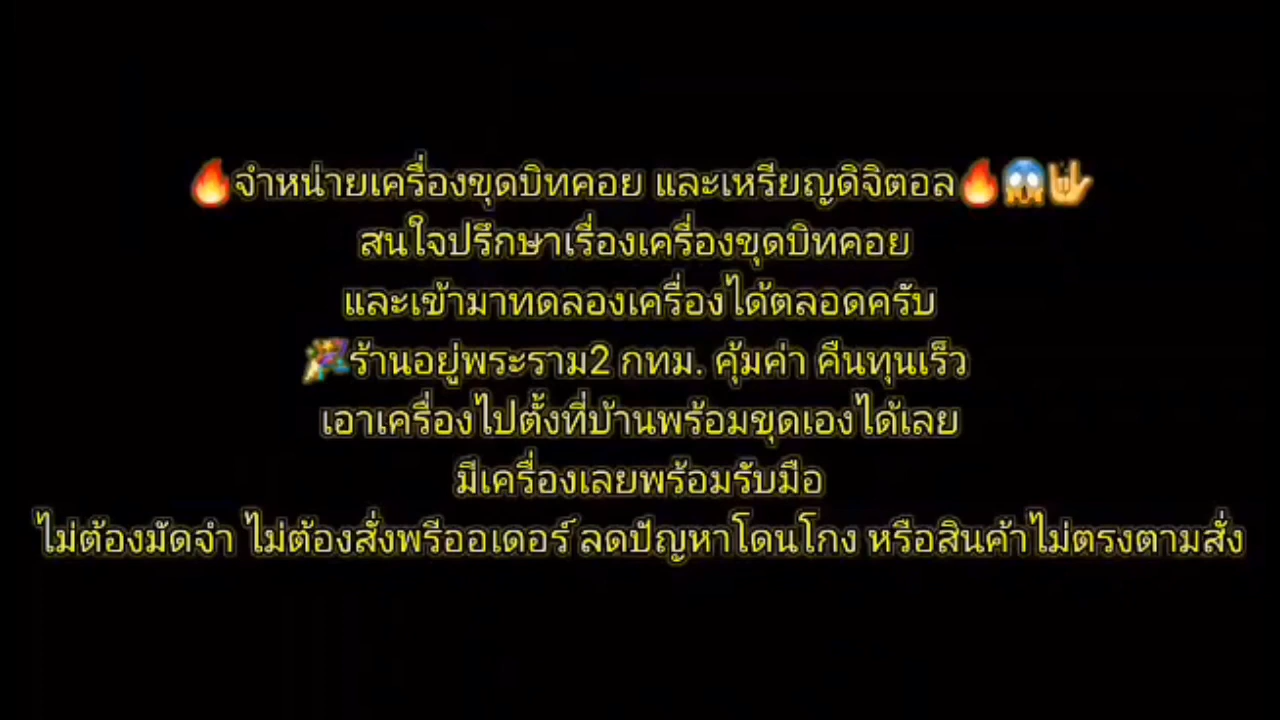 🔥จำหน่ายเครื่องขุดบิทคอย และเหรียญดิจิตอล🔥😱🤟
สนใจปรึกษาเรื่องเครื่องขุดบิทคอย
และเข้ามาทดลองเครื่องได้ตลอดครับ
🎉ร้านอยู่พระราม2 กทม. คุ้มค่า คืนทุนเร็ว
เอาเครื่องไปตั้งที่บ้านพร้อมขุดเองได้เลย
มีเครื่องเลยพร้อมรับมือ
ไม่ต้องมัดจำ ไม่ต้องสั่งพรีออเดอร์ ลดปัญหาโดนโกง หรือสินค้าไม่ตรงตามสั่ง